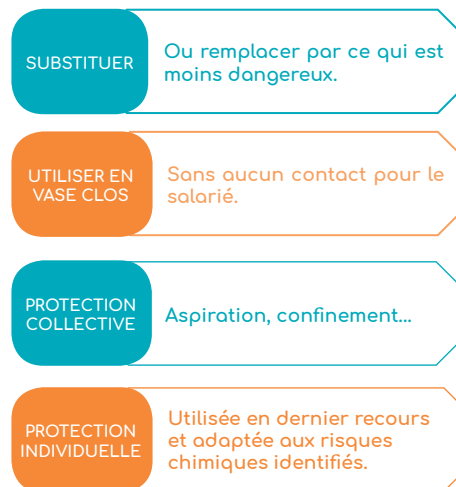 SUBSTITUER
Ou remplacer par ce qui est
moins dangereux.
UTILISER EN
VASE CLOS
Sans aucun contact pour le
salarié.
PROTECTION
COLLECTIVE
Aspiration, confinement...
PROTECTION
INDIVIDUELLE
Utilisée en dernier recours
et adaptée aux risques
chimiques identifiés.